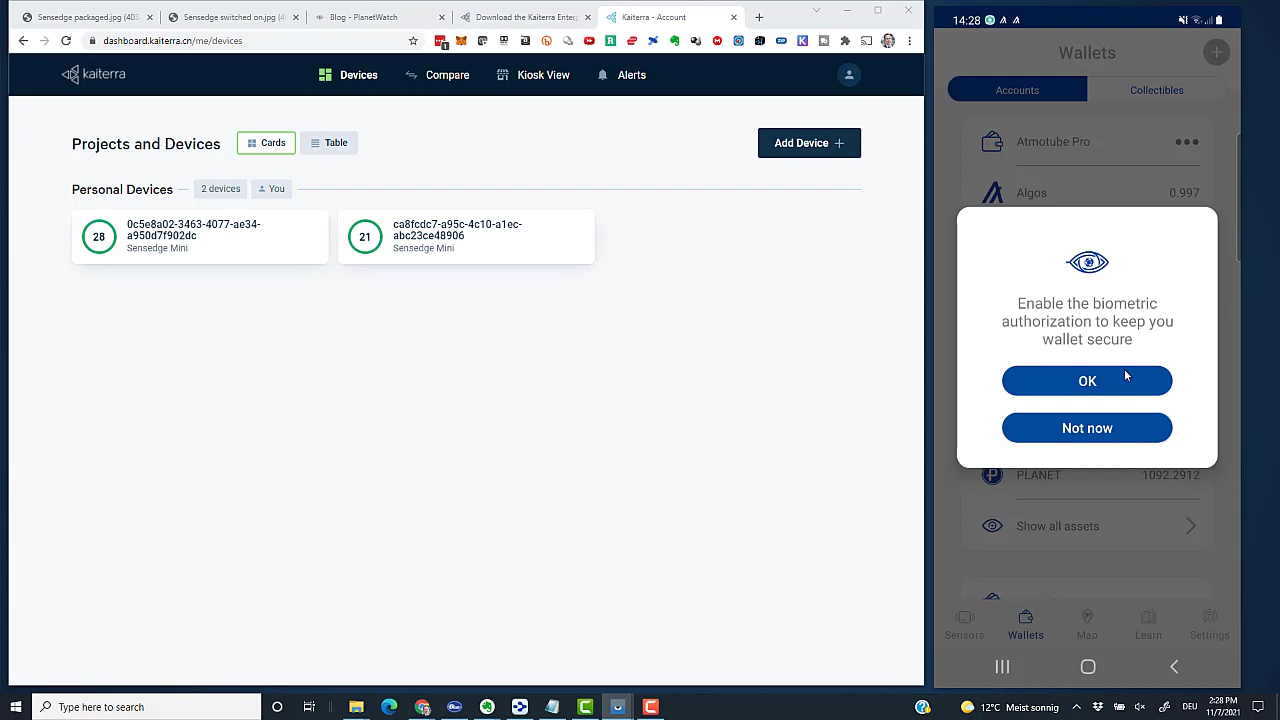 Sensedge packaged.jpg (403
Sensedge switched on.jpg (4
Blog - PlanetWatch
Download the Kaiterra Enter
Kaiterra - Account
dashboard.kaiterra.cn/me/devices
kaiterra
Devices
Compare
Kiosk View
Alerts
Projects and Devices
Cards
Table
Add Device +
Personal Devices
2 devices
You
28
0c5e8a02-3463-4077-ae34-
a950d7f902dc
Sensedge Mini
21
ca8fcdc7-a95c-4c10-a1ec-
abc23ce48906
Sensedge Mini
14:28
Wallets
Accounts
Collectibles
Atmotube Pro
Algos
0.997
Enable the biometric
authorization to keep you
wallet secure
OK
Not now
PLANET
1092.2912
Show all assets
Sensors
Wallets
Map
Learn
Settings
Type here to search
12°C Meist sonnig
DEU
2:28 PM
11/7/2021